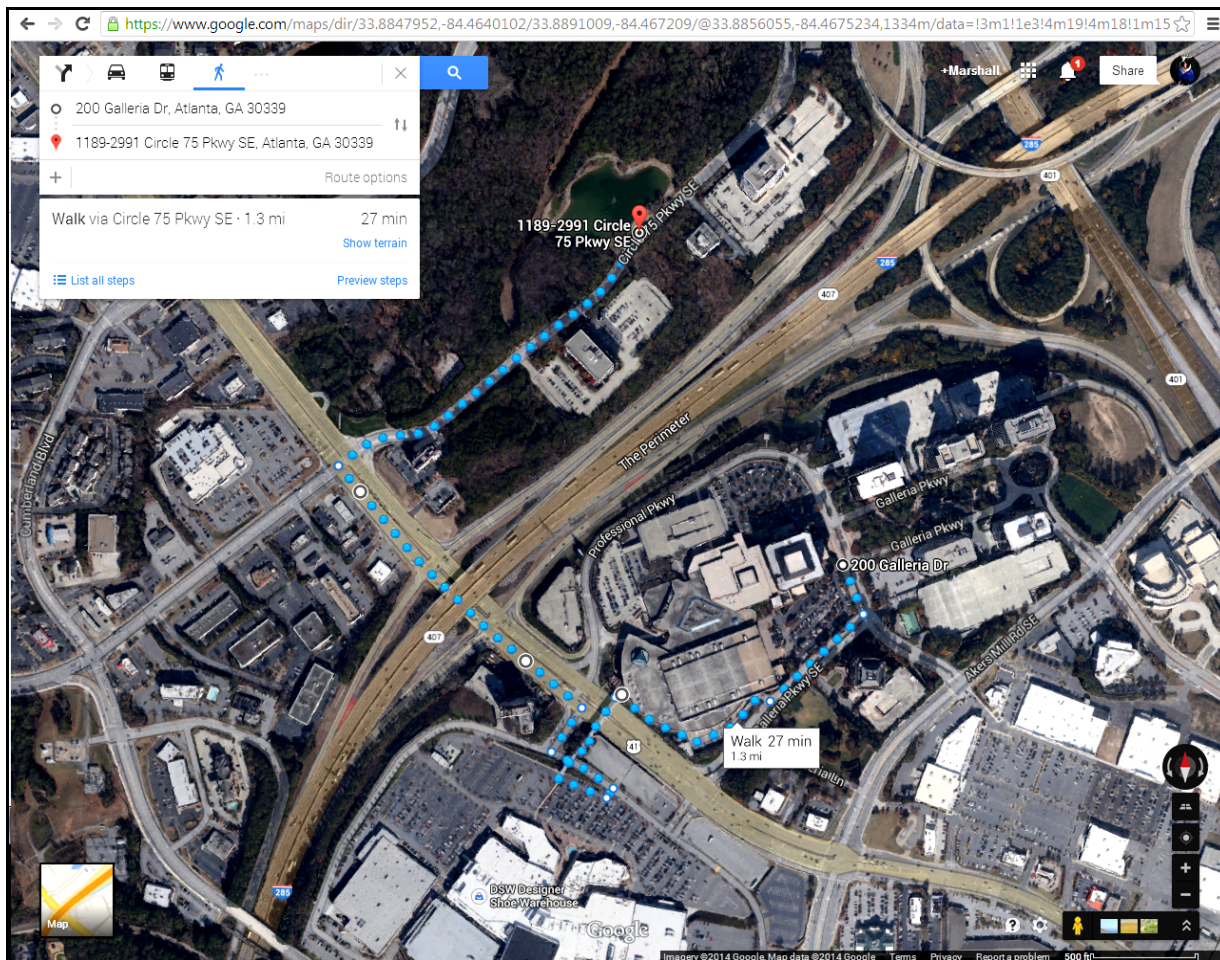 https://www.google.com/maps/dir/33.8847952,-84.4640102/33.8891009,-84.467209/@33.8856055,-84.4675234,1334m/data=!3m1!1e3!4m19!4m18!1m15
200 Galleria Dr, Atlanta, GA 30339
1189-2991 Circle 75 Pkwy SE, Atlanta, GA 30339
Route options
Walk via Circle 75 Pkwy SE · 1.3 mi 27 min
Show terrain
List all steps Preview steps
+Marshall
1
Share
285
401
1189-2991 Circle
75 Pkwy SE
Circle 75 Pkwy SE
285
407
401
The Perimeter
Cumberland Blvd
Professional Pkwy
Galleria Pkwy
Galleria Pkwy
200 Galleria Dr
407
Akers Mill Rd SE
Galleria Pkwy SE
41
Walk 27 min
1.3 mi
285
DSW Designer
Shoe Warehouse
Google
Map
Imagery ©2014 Google, Map data ©2014 Google Terms Privacy Report a problem 500 ft